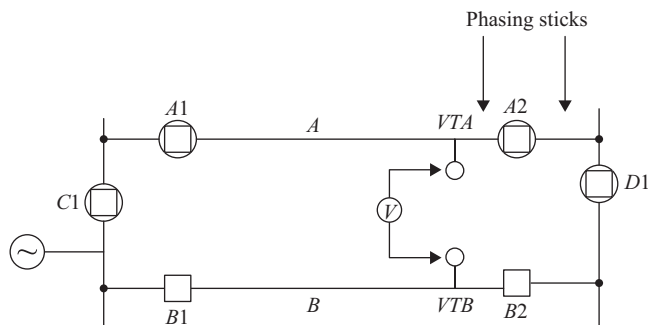 Phasing sticks
A1
A
VTA
A2
C1
V
D1
~
B1
B
VTB
B2